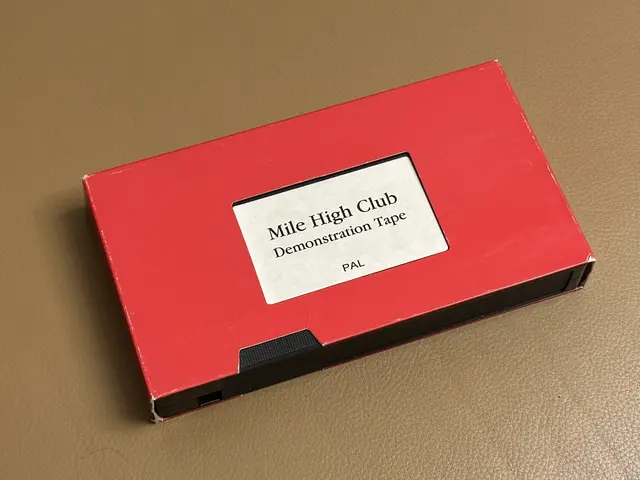 Mile High Club
Demonstration Tape
PAL